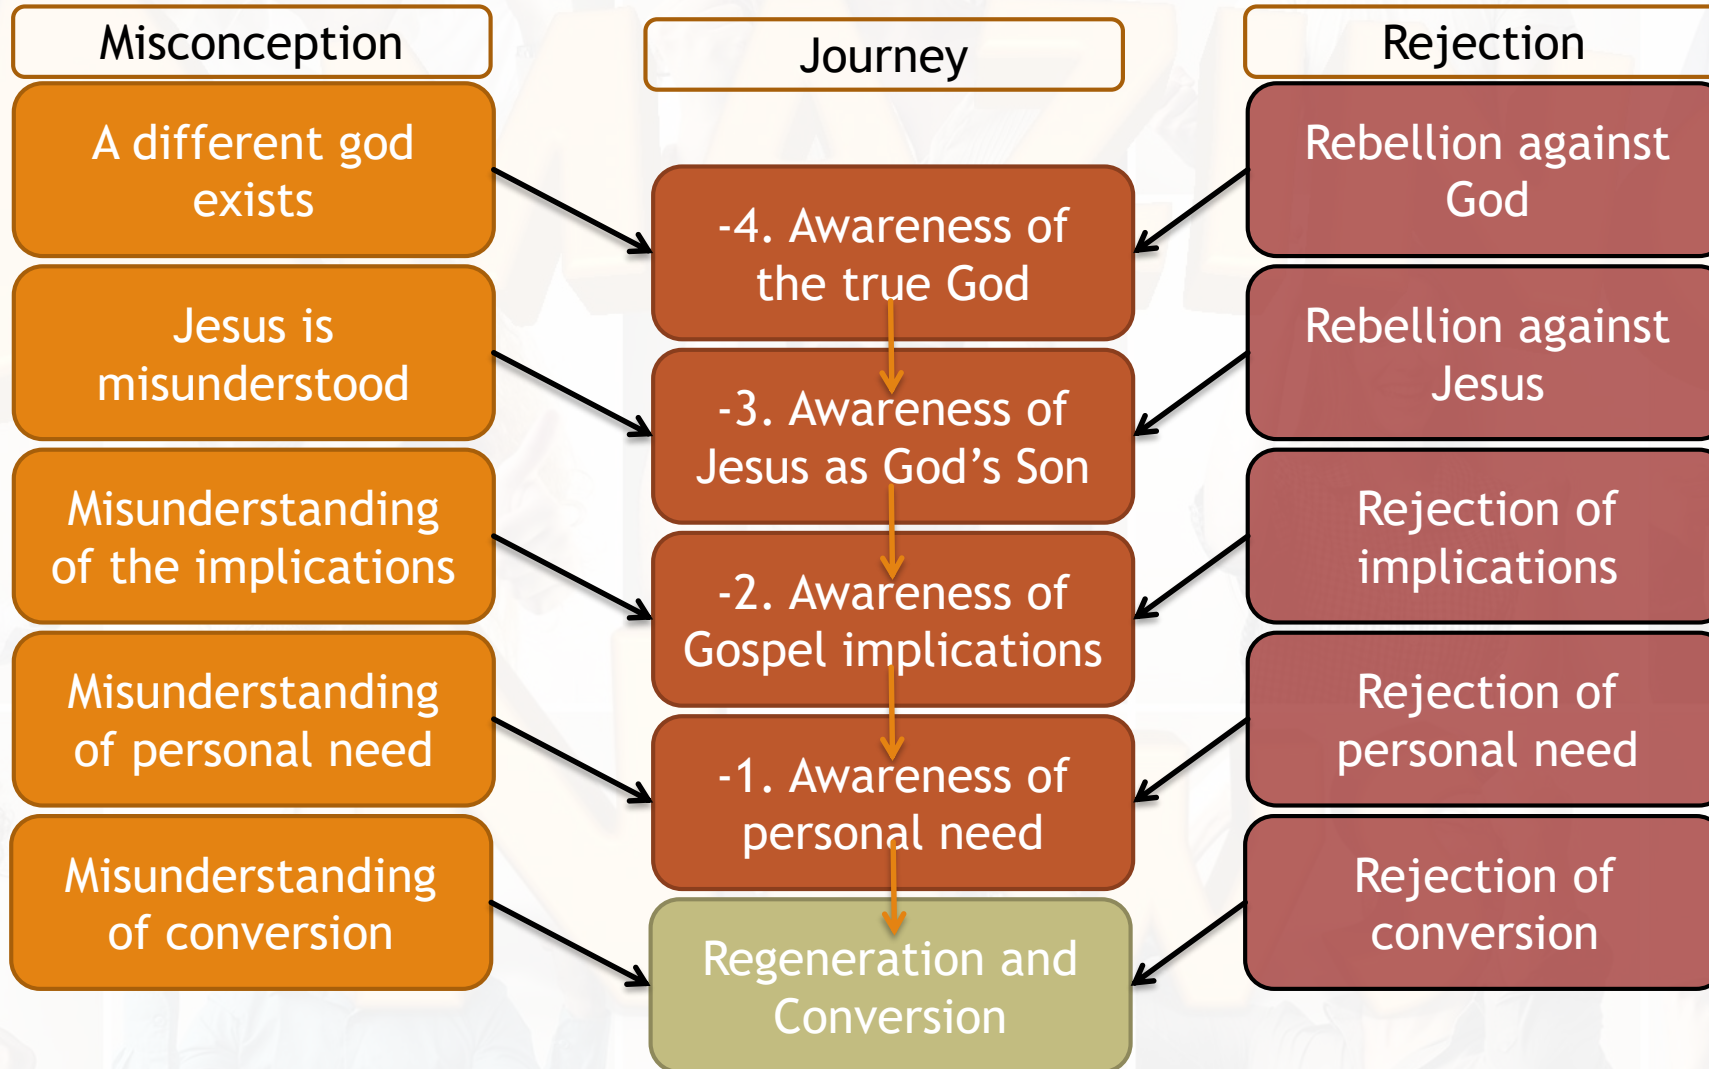 Misconception
A different god
exists
Jesus is
misunderstood
Misunderstanding
of the implications
Misunderstanding
of personal need
Misunderstanding
of conversion
Journey
-4. Awareness of
the true God
-3. Awareness of
Jesus as God’s Son
-2. Awareness of
Gospel implications
-1. Awareness of
personal need
Regeneration and
Conversion
Rejection
Rebellion against
God
Rebellion against
Jesus
Rejection of
implications
Rejection of
personal need
Rejection of
conversion